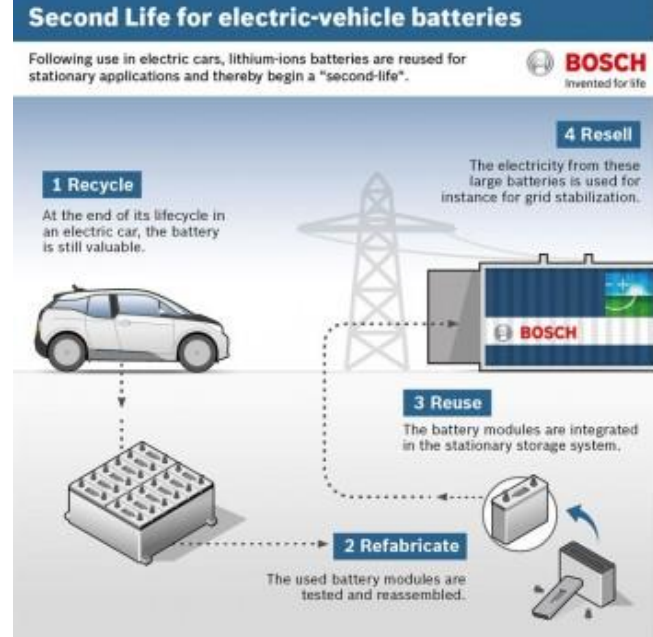 Second Life for electric-vehicle batteries
Following use in electric cars, lithium-ions batteries are reused for
stationary applications and thereby begin a "second-life".
BOSCH
Invented for life
1 Recycle
At the end of its lifecycle in
an electric car, the battery
is still valuable.
4 Resell
The electricity from these
large batteries is used for
instance for grid stabilization.
BOSCH
3 Reuse
The battery modules are integrated
in the stationary storage system.
2 Refabricate
The used battery modules are
tested and reassembled.